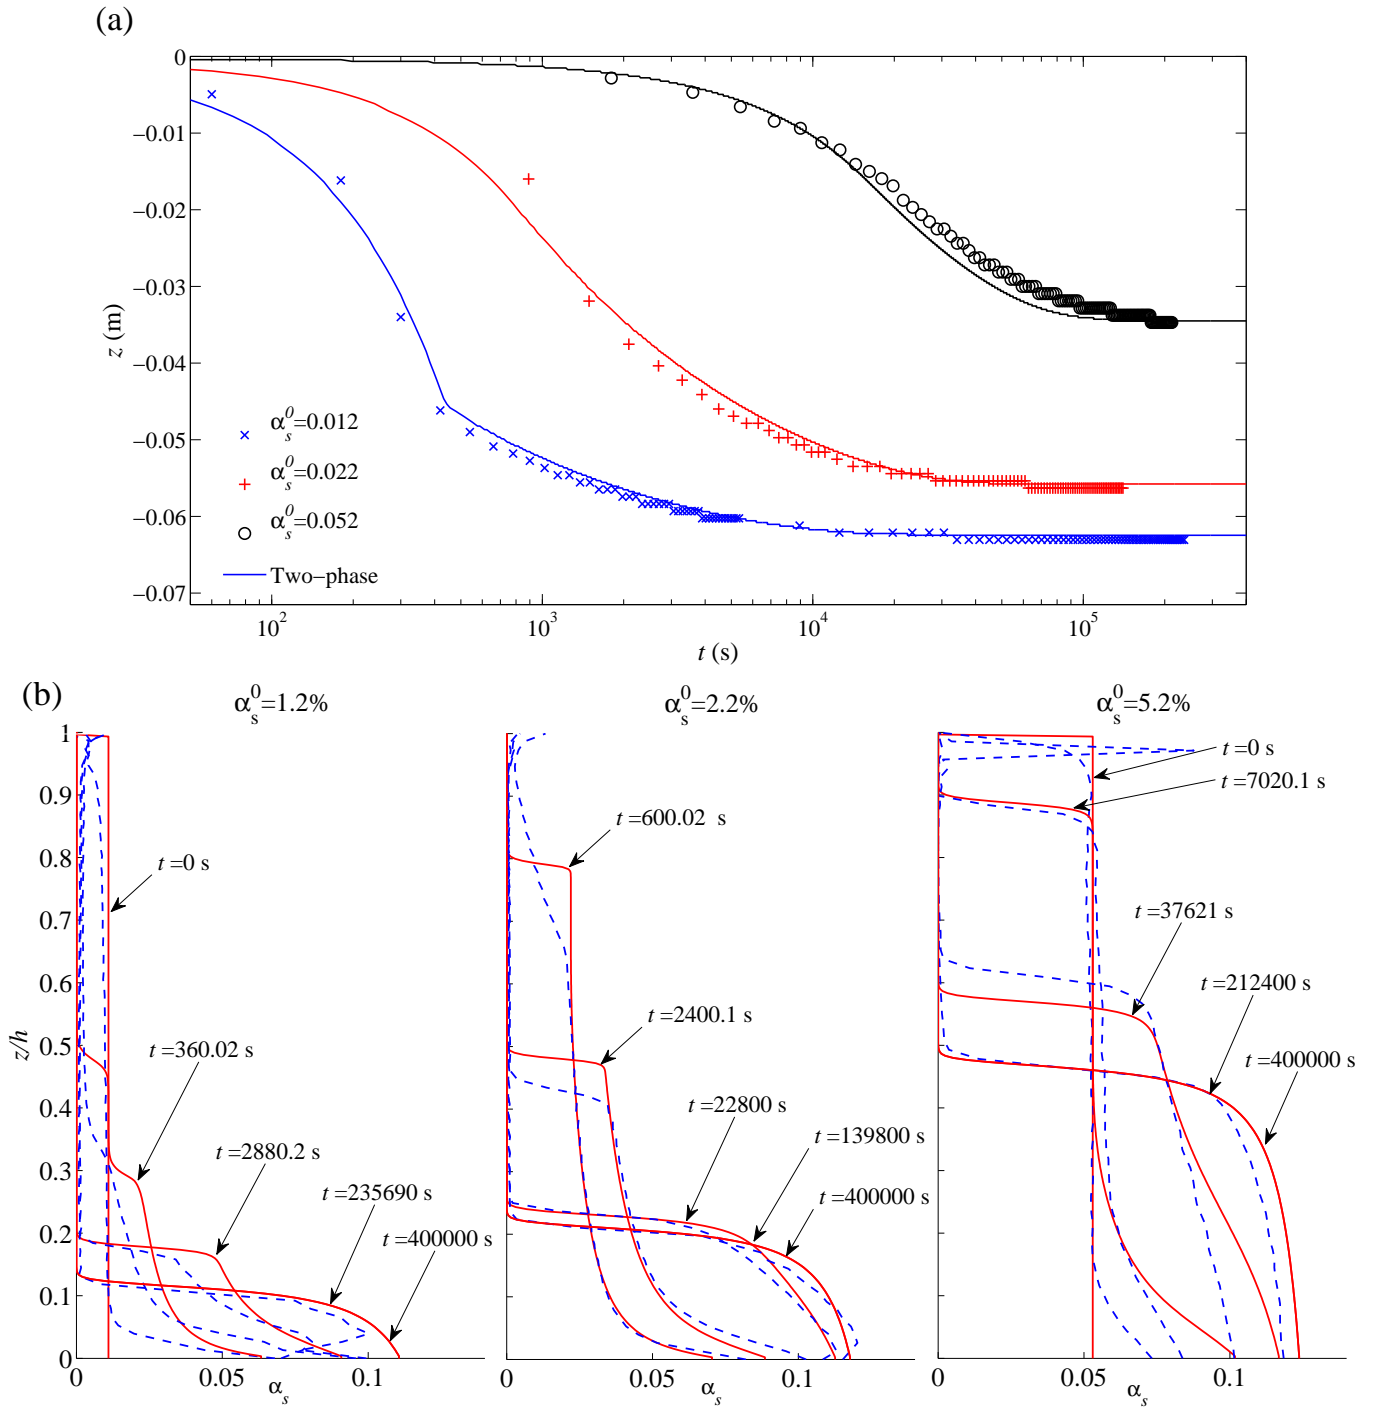 (a)
0
−0.01
−0.02
−0.03
−0.04
−0.05
−0.06
−0.07
z (m)
α_s^0=0.012
α_s^0=0.022
α_s^0=0.052
Two−phase
10^2
10^3
10^4
10^5
t (s)
(b)
α_s^0=1.2%
α_s^0=2.2%
α_s^0=5.2%
1
0.9
0.8
0.7
0.6
0.5
0.4
0.3
0.2
0.1
0
z/h
t =0 s
t =360.02 s
t =2880.2 s
t =235690 s
t =400000 s
0
0.05
0.1
α_s
t =600.02 s
t =2400.1 s
t =22800 s
t =139800 s
t =400000 s
0
0.05
0.1
α_s
t =0 s
t =7020.1 s
t =37621 s
t =212400 s
t =400000 s
0
0.05
0.1
α_s